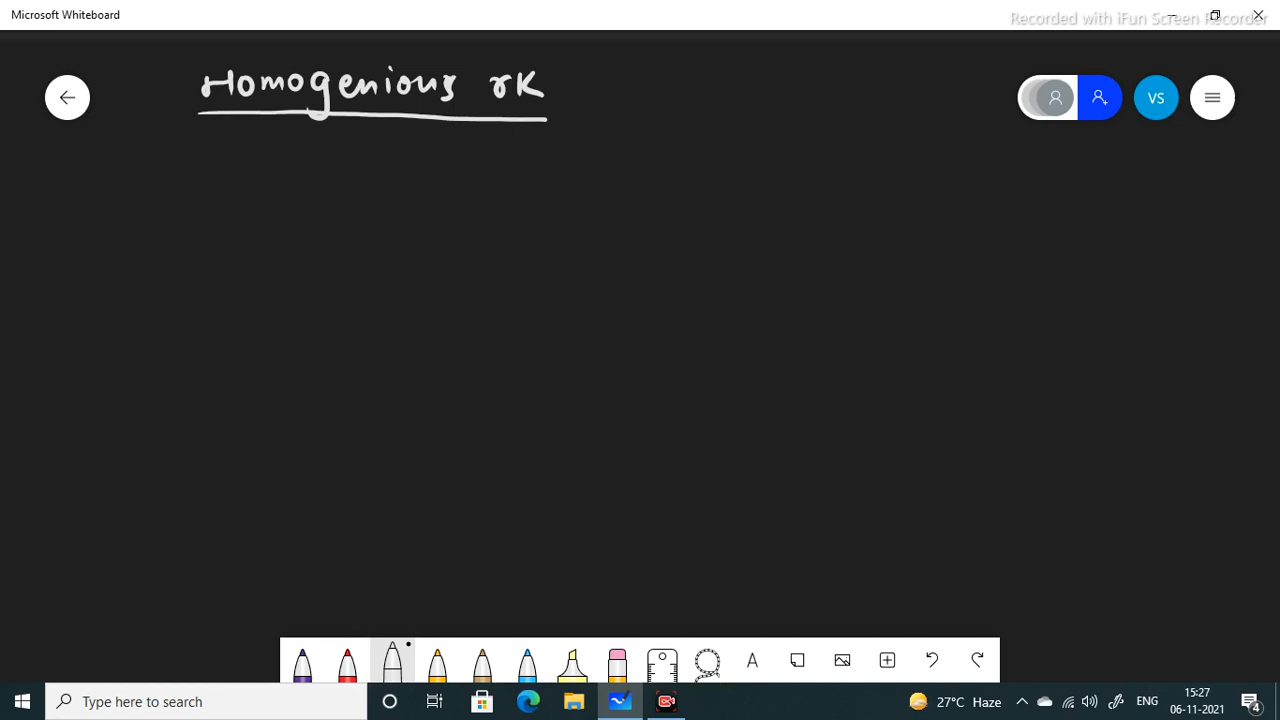 Microsoft Whiteboard
Recorded with iFun Screen Recorder
Homogenious rK
VS
A
Type here to search
27°C Haze
ENG
15:27
06-11-2021
4